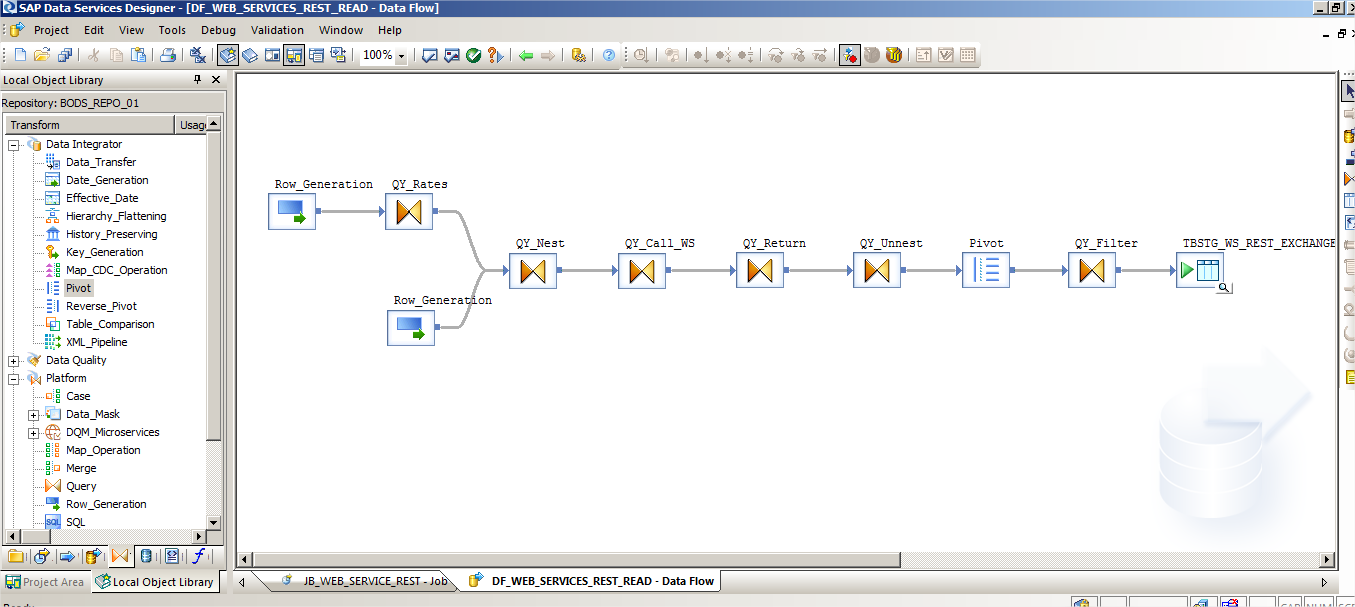 SAP Data Services Designer - [DF_WEB_SERVICES_REST_READ - Data Flow]
Project Edit View Tools Debug Validation Window Help
100%
Local Object Library
Repository: BODS_REPO_01
Transform Usag
Data Integrator
Data_Transfer
Date_Generation
Effective_Date
Hierarchy_Flattening
History_Preserving
Key_Generation
Map_CDC_Operation
Pivot
Reverse_Pivot
Table_Comparison
XML_Pipeline
Data Quality
Platform
Case
Data_Mask
DQM_Microservices
Map_Operation
Merge
Query
Row_Generation
SQL
Row_Generation QY_Rates
QY_Nest QY_Call_WS QY_Return QY_Unnest Pivot QY_Filter TBSTG_WS_REST_EXCHANGE
Row_Generation
Project Area Local Object Library JB_WEB_SERVICE_REST - Job DF_WEB_SERVICES_REST_READ - Data Flow